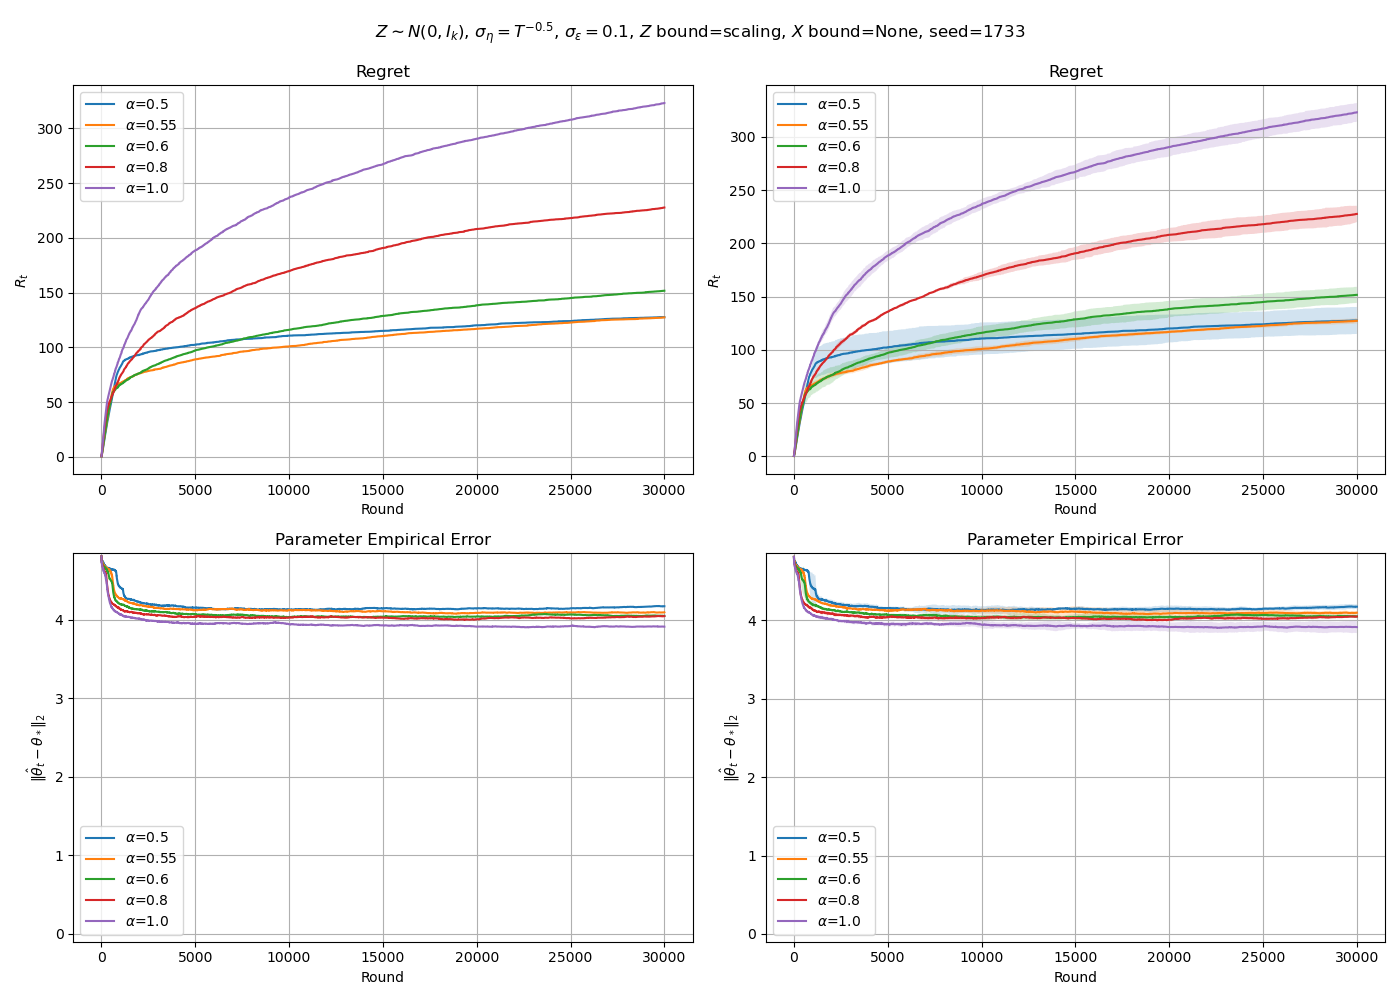 Z ∼ N(0, I_k), σ_η = T^{−0.5}, σ_ε = 0.1, Z bound=scaling, X bound=None, seed=1733
Regret
α=0.5
α=0.55
α=0.6
α=0.8
α=1.0
R_t
300
250
200
150
100
50
0
0 5000 10000 15000 20000 25000 30000
Round
Regret
α=0.5
α=0.55
α=0.6
α=0.8
α=1.0
R_t
300
250
200
150
100
50
0
0 5000 10000 15000 20000 25000 30000
Round
Parameter Empirical Error
‖θ̂_t − θ_*‖_2
4
3
2
1
0
α=0.5
α=0.55
α=0.6
α=0.8
α=1.0
0 5000 10000 15000 20000 25000 30000
Round
Parameter Empirical Error
‖θ̂_t − θ_*‖_2
4
3
2
1
0
α=0.5
α=0.55
α=0.6
α=0.8
α=1.0
0 5000 10000 15000 20000 25000 30000
Round